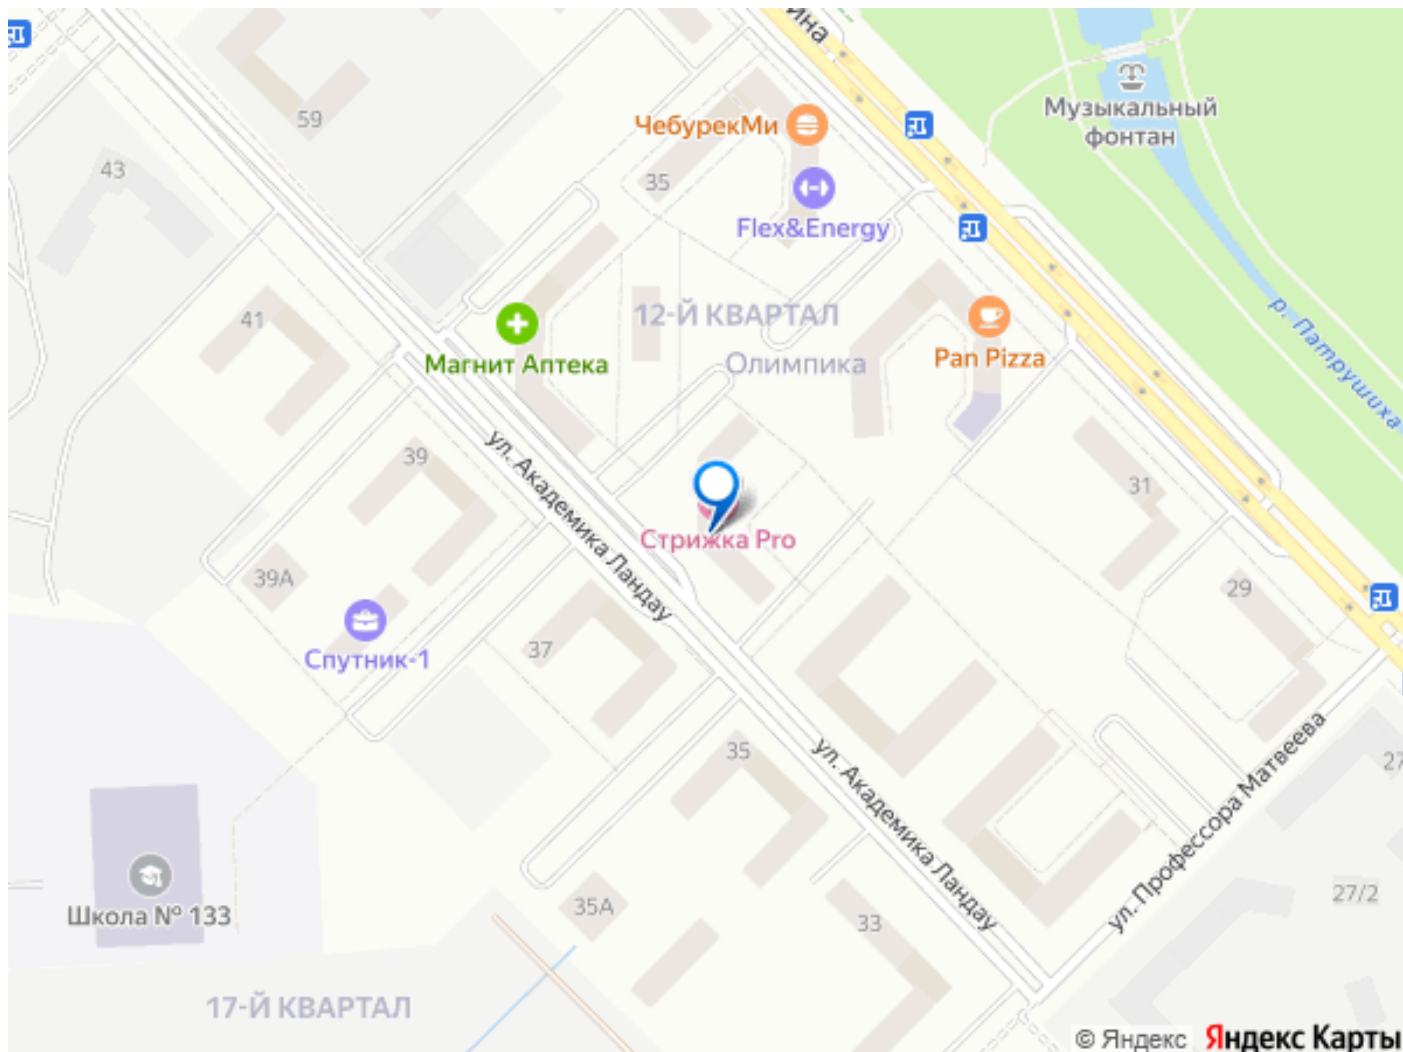 ина
59
ЧебурекМи
Музыкальный
фонтан
43
35
Flex&Energy
р. Патрушиха
41
12-Й КВАРТАЛ
Магнит Аптека
Олимпика
Pan Pizza
39
ул. Академика Ландау
31
Стрижка Pro
39А
29
Спутник-1
37
35
ул. Академика Ландау
ул. Профессора Матвеева
27
Школа № 133
35А
33
27/2
17-Й КВАРТАЛ
© Яндекс Яндекс Карты